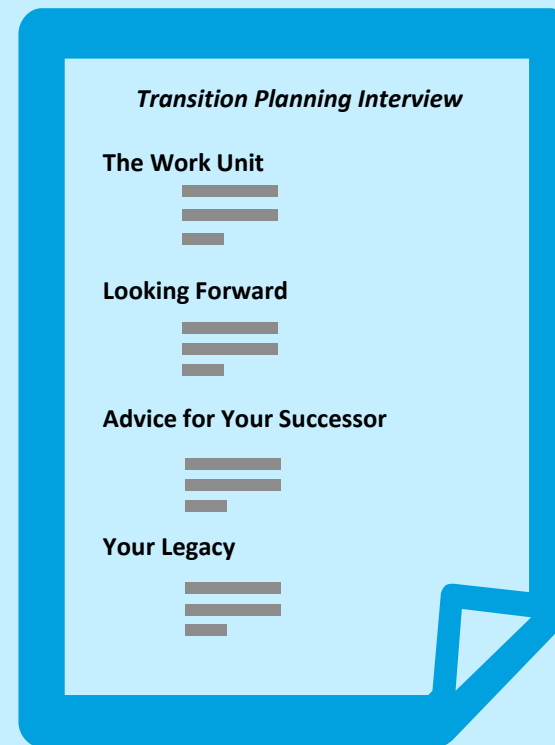 Transition Planning Interview
The Work Unit
Looking Forward
Advice for Your Successor
Your Legacy